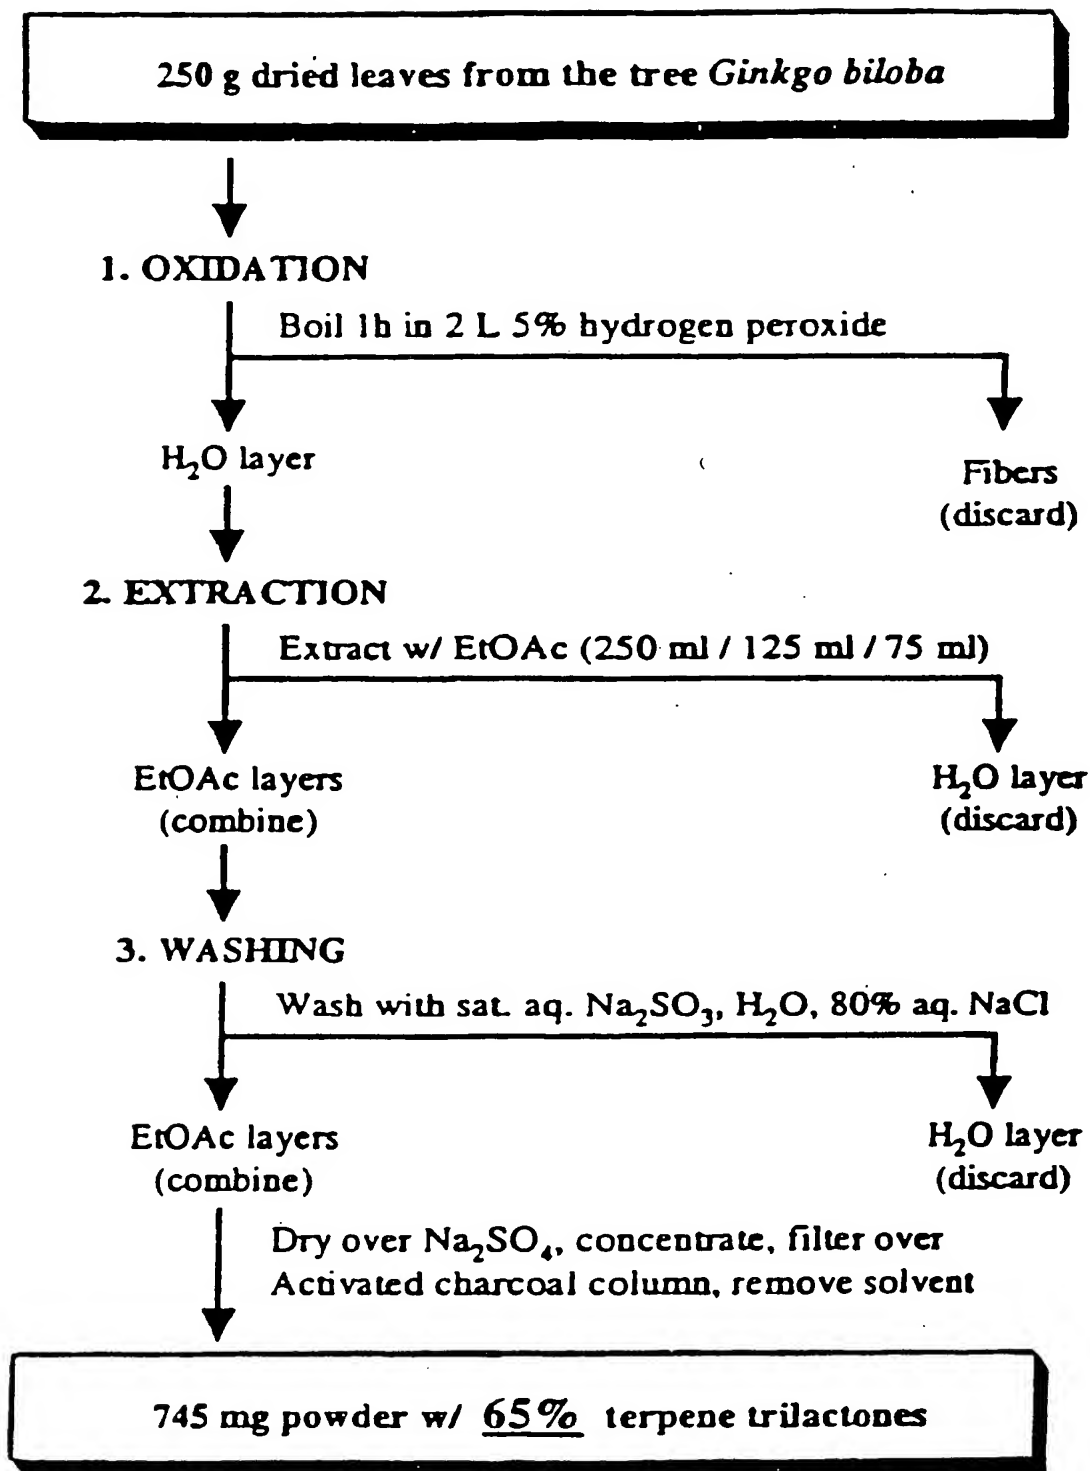 250 g dried leaves from the tree Ginkgo biloba
1. OXIDATION
Boil 1h in 2 L 5% hydrogen peroxide
H₂O layer
Fibers
(discard)
2. EXTRACTION
Extract w/ EtOAc (250 ml / 125 ml / 75 ml)
EtOAc layers
(combine)
H₂O layer
(discard)
3. WASHING
Wash with sat. aq. Na₂SO₃, H₂O, 80% aq. NaCl
EtOAc layers
(combine)
H₂O layer
(discard)
Dry over Na₂SO₄, concentrate, filter over
Activated charcoal column, remove solvent
745 mg powder w/ 65% terpene trilactones